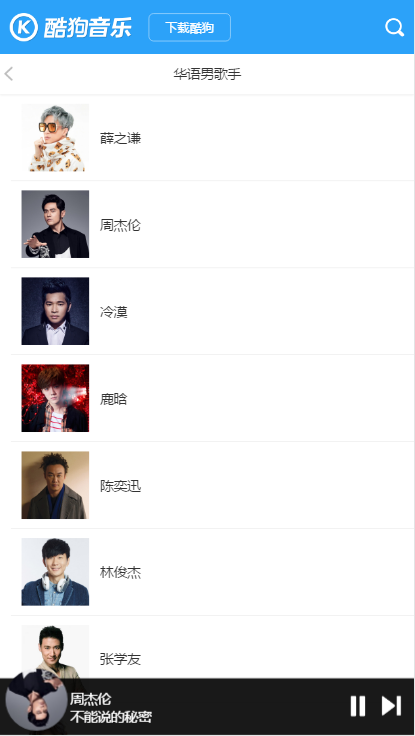 酷狗音乐
下载酷狗
华语男歌手
薛之谦
周杰伦
冷漠
鹿晗
陈奕迅
林俊杰
张学友
周杰伦
不能说的秘密